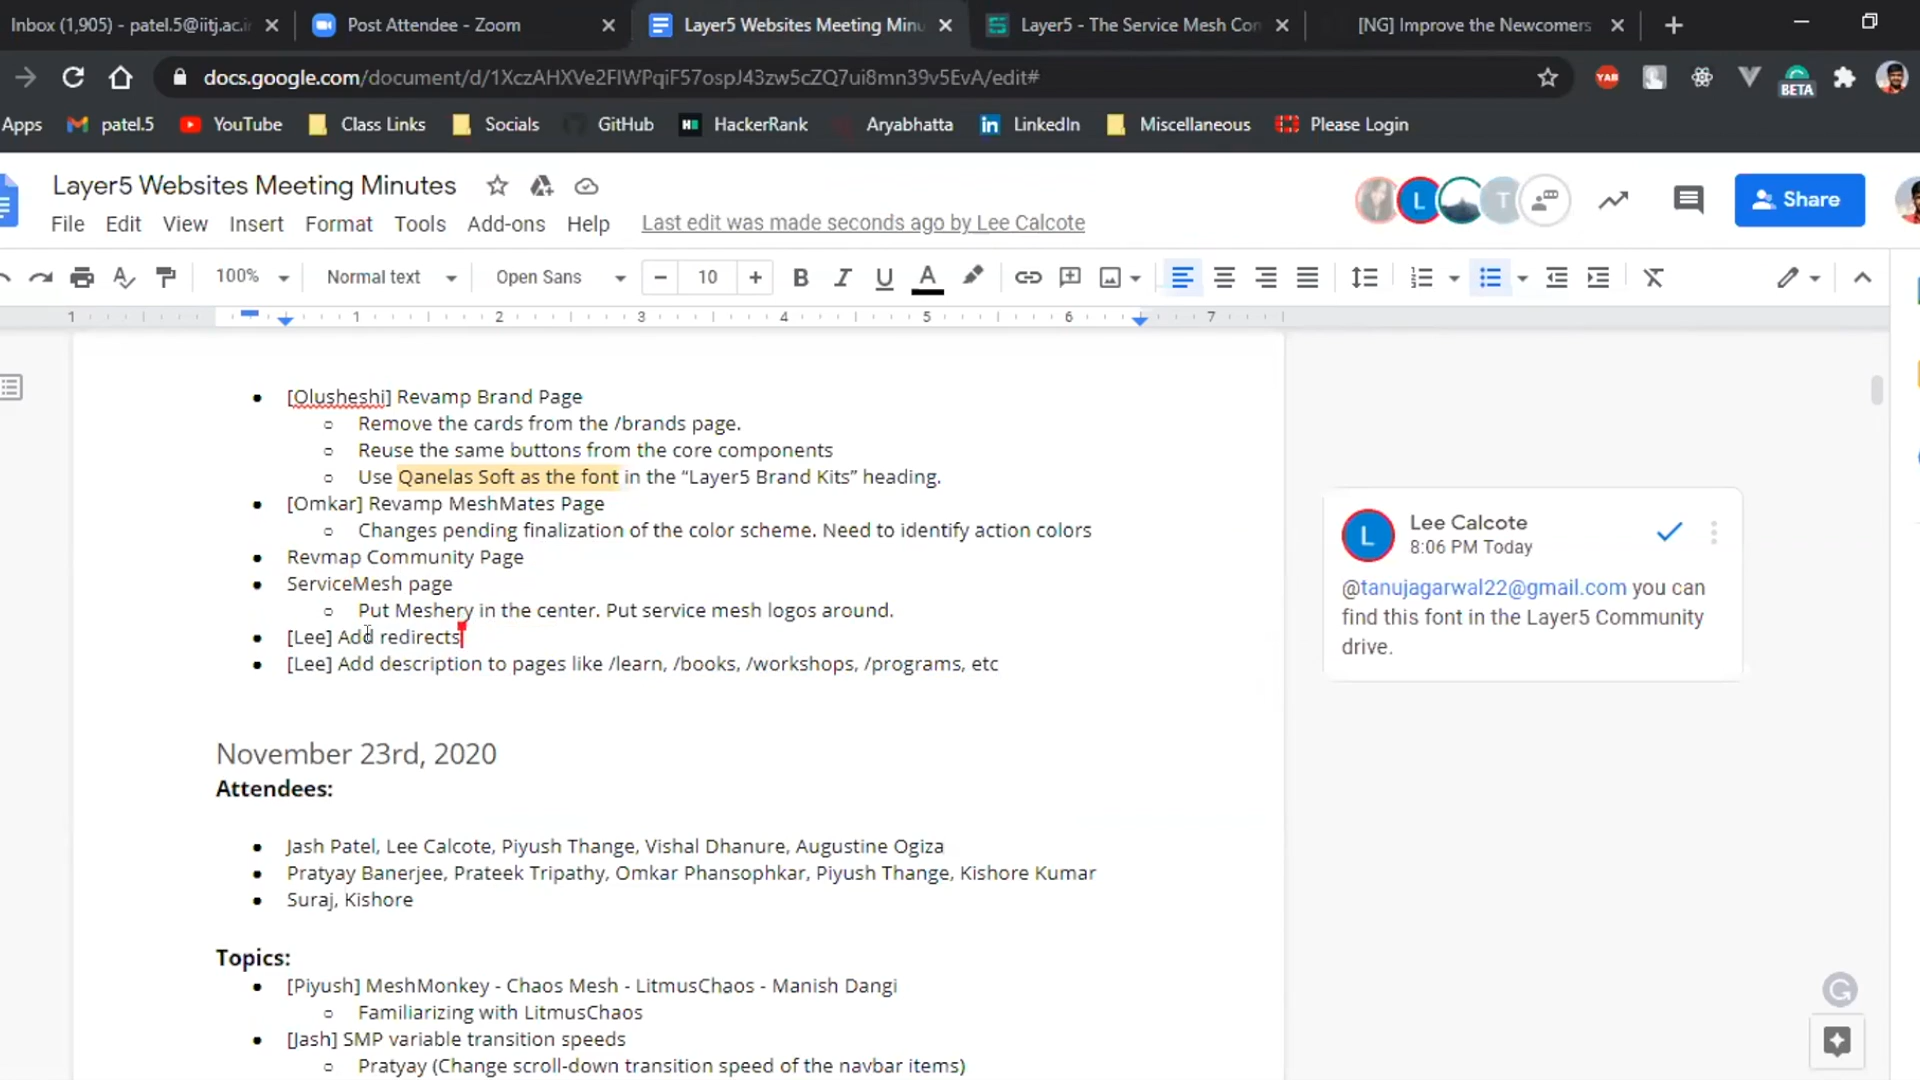 Inbox (1,905) - patel.5@iitj.ac.i
Post Attendee - Zoom
Layer5 Websites Meeting Minu
Layer5 - The Service Mesh Con
[NG] Improve the Newcomers
docs.google.com/document/d/1XczAHXVe2FlWPqiF57ospJ43zw5cZQ7ui8mn39v5EvA/edit#
YAB
BETA
Apps
patel.5
YouTube
Class Links
Socials
GitHub
HackerRank
Aryabhatta
LinkedIn
Miscellaneous
Please Login
Layer5 Websites Meeting Minutes
L
T
Share
File Edit View Insert Format Tools Add-ons Help
Last edit was made seconds ago by Lee Calcote
100% Normal text Open Sans 10 B I U A
1 1 2 3 4 5 6 7
[Olusheshi] Revamp Brand Page
Remove the cards from the /brands page.
Reuse the same buttons from the core components
Use Qanelas Soft as the font in the “Layer5 Brand Kits” heading.
[Omkar] Revamp MeshMates Page
Changes pending finalization of the color scheme. Need to identify action colors
Revmap Community Page
ServiceMesh page
Put Meshery in the center. Put service mesh logos around.
[Lee] Add redirects
[Lee] Add description to pages like /learn, /books, /workshops, /programs, etc
L
Lee Calcote
8:06 PM Today
@tanujagarwal22@gmail.com you can
find this font in the Layer5 Community
drive.
November 23rd, 2020
Attendees:
Jash Patel, Lee Calcote, Piyush Thange, Vishal Dhanure, Augustine Ogiza
Pratyay Banerjee, Prateek Tripathy, Omkar Phansophkar, Piyush Thange, Kishore Kumar
Suraj, Kishore
Topics:
[Piyush] MeshMonkey - Chaos Mesh - LitmusChaos - Manish Dangi
Familiarizing with LitmusChaos
[Jash] SMP variable transition speeds
Pratyay (Change scroll-down transition speed of the navbar items)